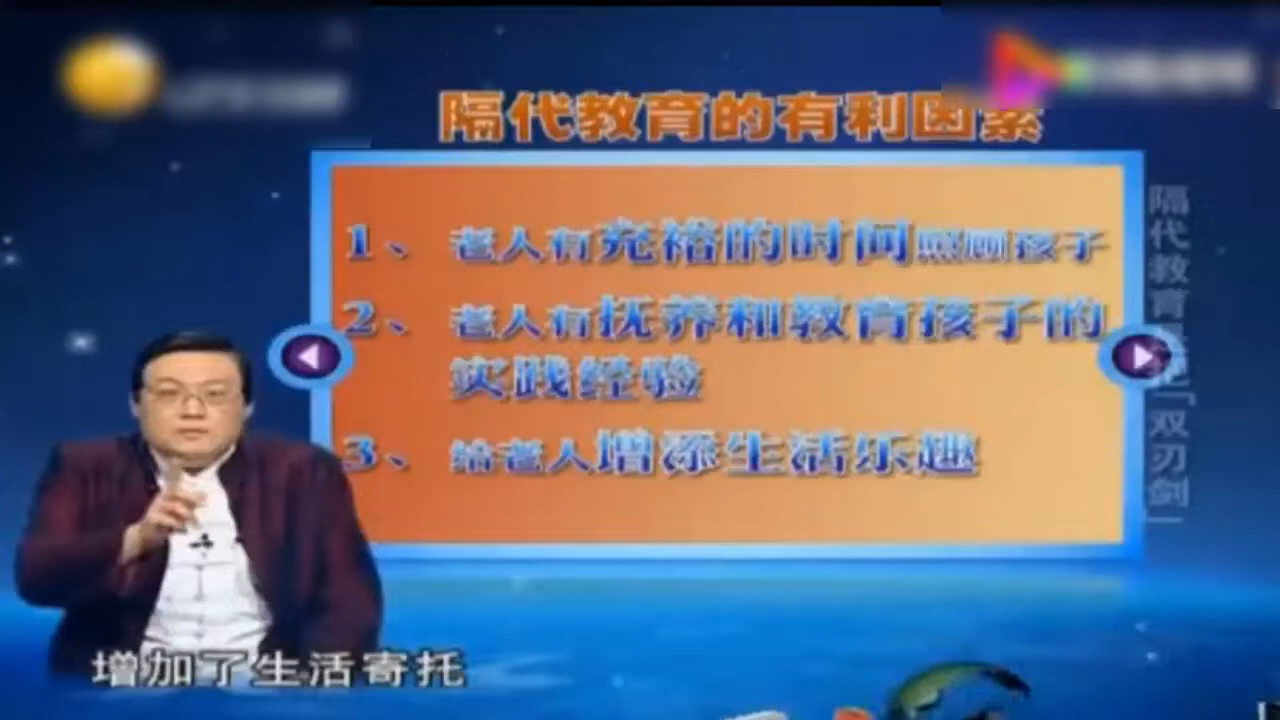 隔代教育的有利因素
1、老人有充裕的时间照顾孩子
2、老人有抚养和教育孩子的
实践经验
3、给老人增添生活乐趣
隔代教育是把「双刃剑」
增加了生活寄托